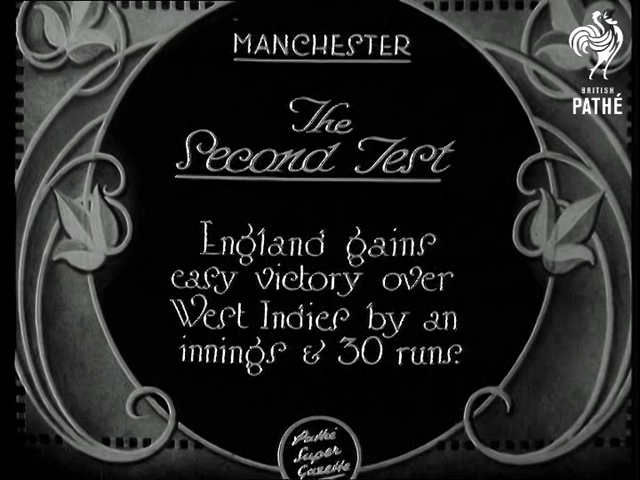 MANCHESTER
BRITISH
PATHÉ
The
Second Test
England gains
easy victory over
West Indies by an
innings & 30 runs.
Pathé
Super
Gazette